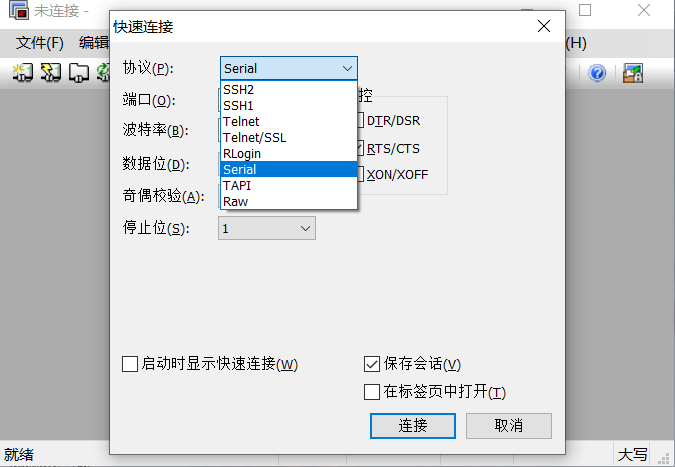 未连接 -
快速连接
文件(F) 编辑
(H)
协议(P): Serial
SSH2
SSH1
Telnet
Telnet/SSL
RLogin
Serial
TAPI
Raw
端口(O):
波特率(B):
数据位(D):
奇偶校验(A):
停止位(S): 1
控
DTR/DSR
RTS/CTS
XON/XOFF
启动时显示快速连接(W)
保存会话(V)
在标签页中打开(T)
连接 取消
就绪 大写